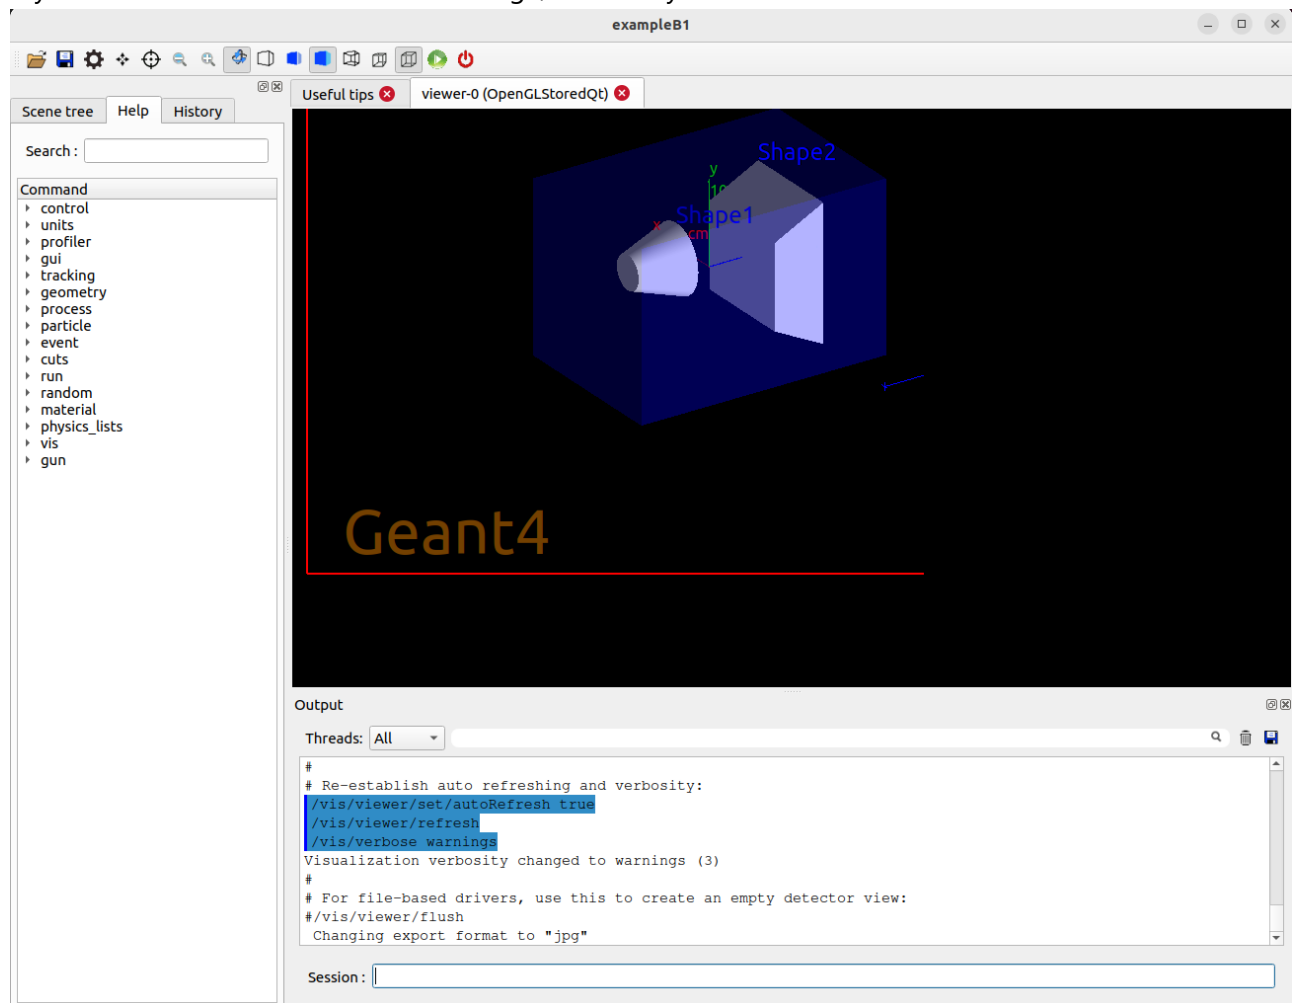 exampleB1
Useful tips
viewer-0 (OpenGLStoredQt)
Scene tree
Help
History
Search :
Command
control
units
profiler
gui
tracking
geometry
process
particle
event
cuts
run
random
material
physics_lists
vis
gun
Shape2
y
10
Shape1
x
cm
Geant4
Output
Threads: All
#
# Re-establish auto refreshing and verbosity:
/vis/viewer/set/autoRefresh true
/vis/viewer/refresh
/vis/verbose warnings
Visualization verbosity changed to warnings (3)
#
# For file-based drivers, use this to create an empty detector view:
#/vis/viewer/flush
Changing export format to "jpg"
Session :